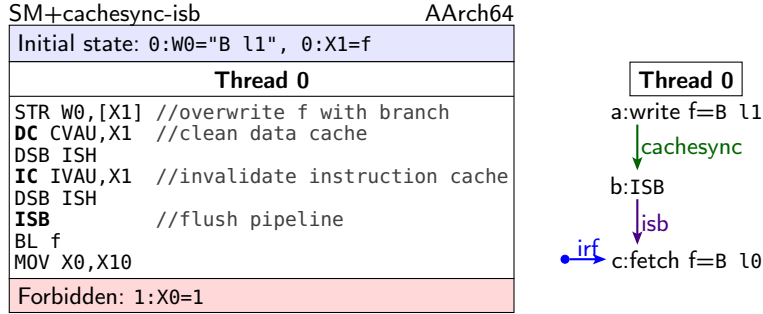 SM+cachesync-isb AArch64
Initial state: 0:W0="B l1", 0:X1=f
Thread 0
STR W0,[X1] //overwrite f with branch
DC CVAU,X1 //clean data cache
DSB ISH
IC IVAU,X1 //invalidate instruction cache
DSB ISH
ISB //flush pipeline
BL f
MOV X0,X10
Forbidden: 1:X0=1
Thread 0
a:write f=B l1
cachesync
b:ISB
isb
irf
c:fetch f=B l0